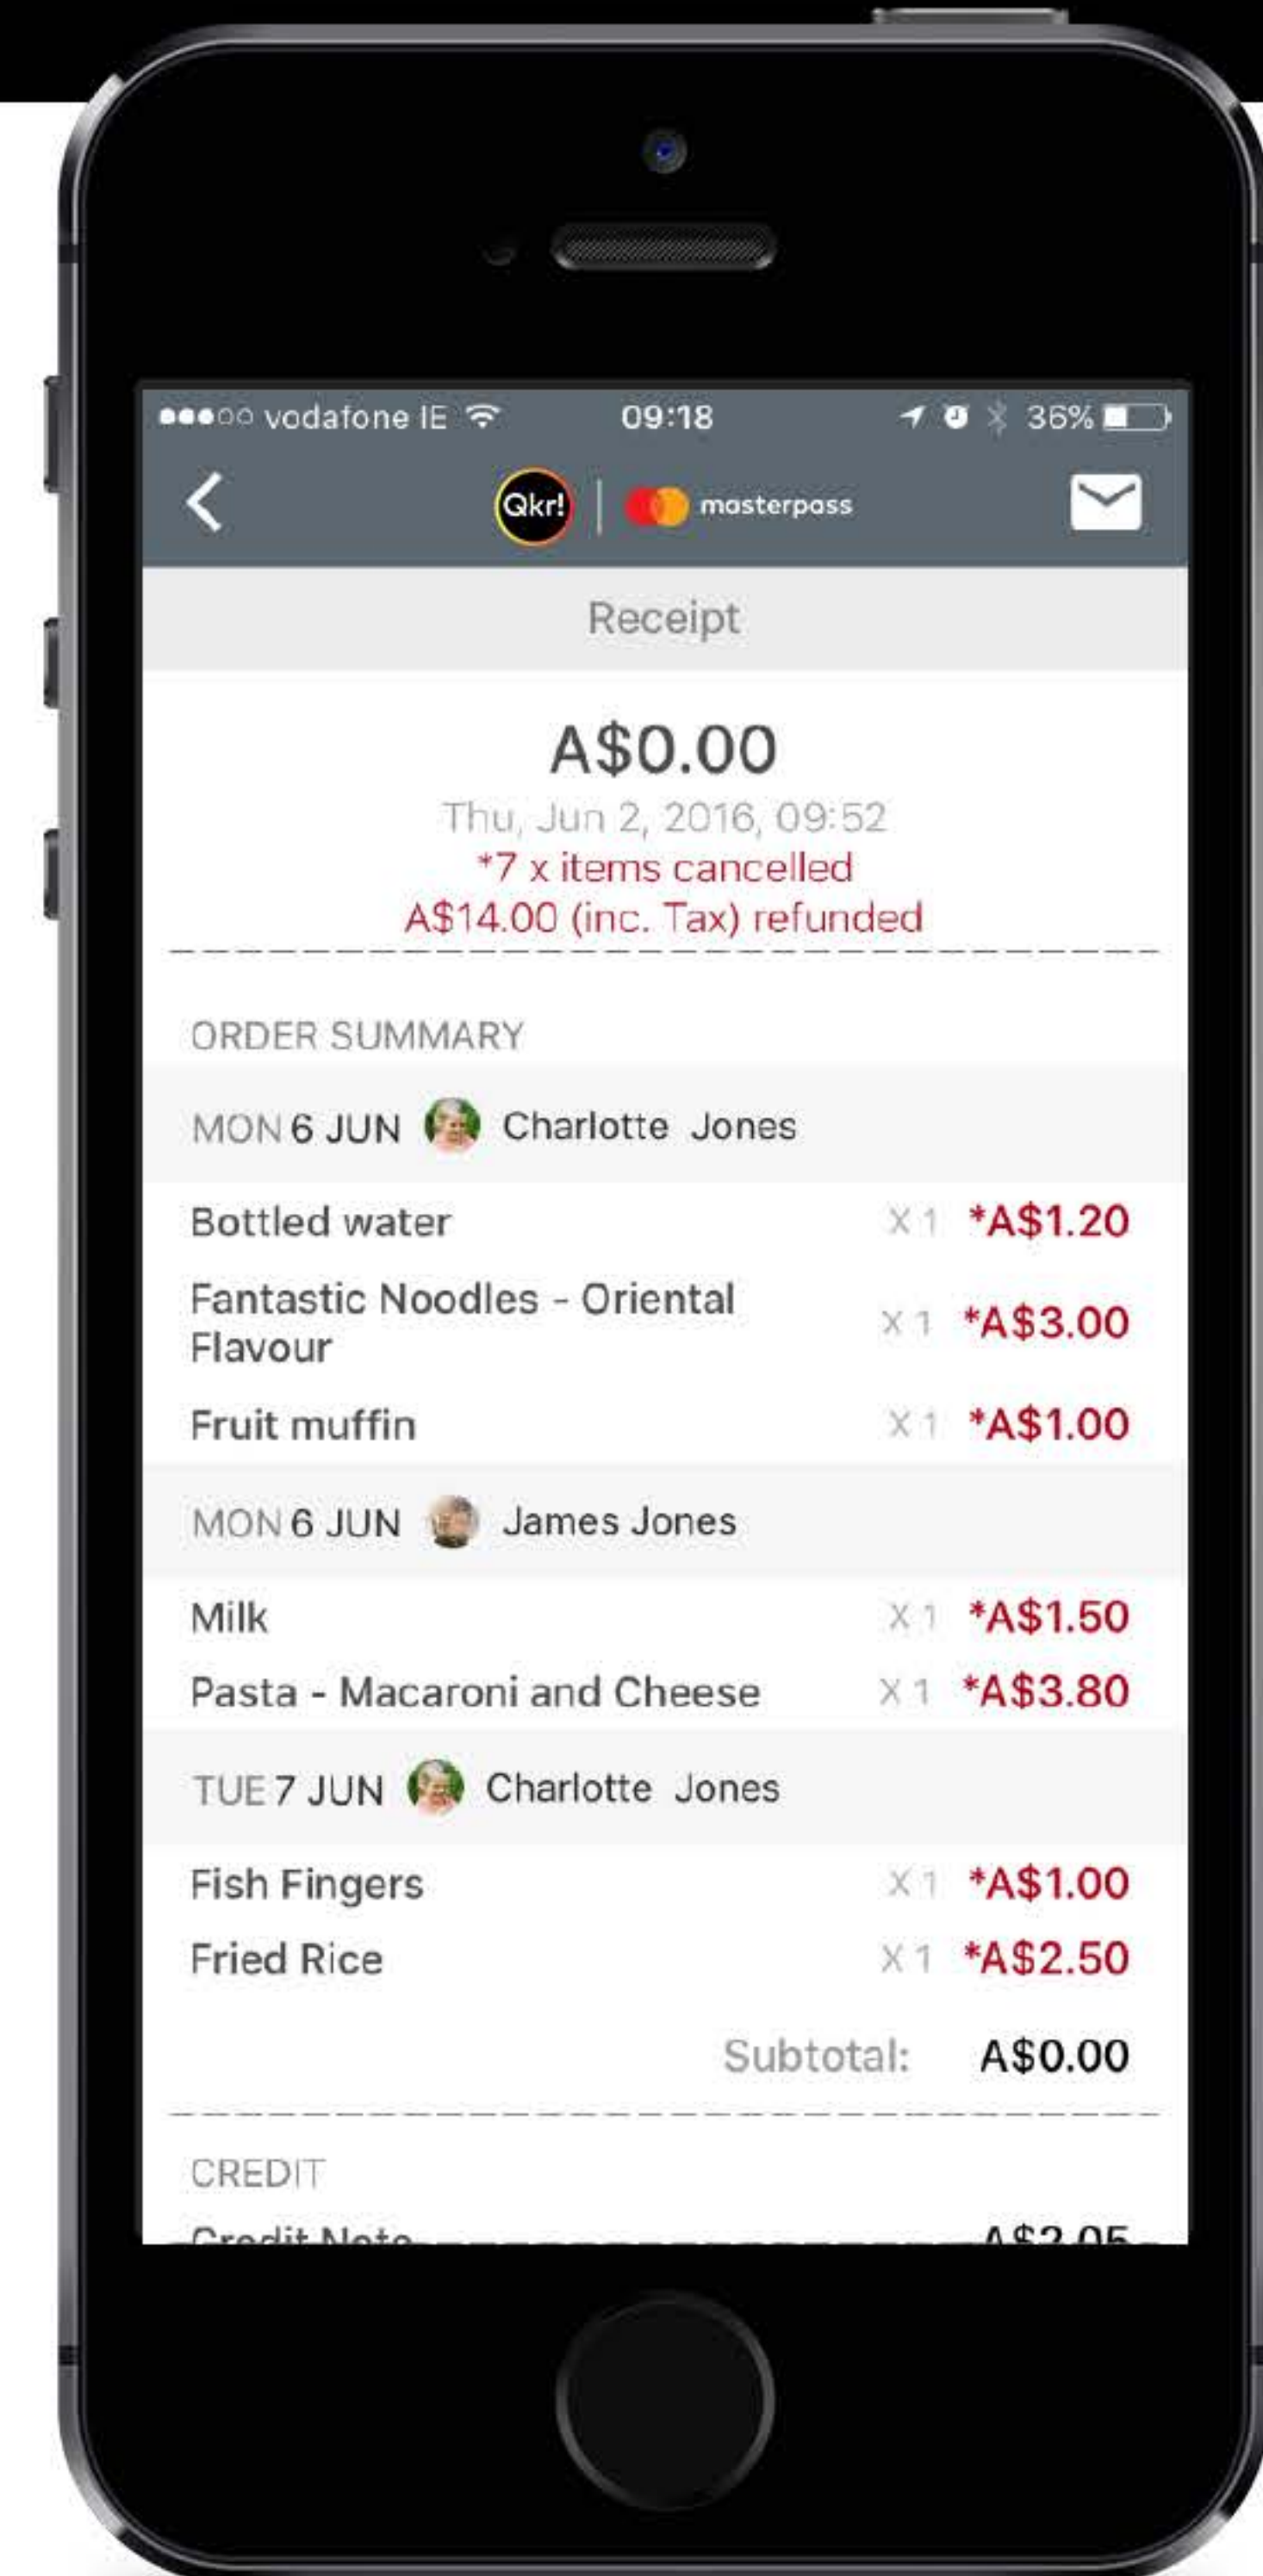 vodafone IE 09:18 36%
Qkr! | masterpass
Receipt
A$0.00
Thu, Jun 2, 2016, 09:52
*7 x items cancelled
A$14.00 (inc. Tax) refunded
ORDER SUMMARY
MON 6 JUN Charlotte Jones
Bottled water X 1 *A$1.20
Fantastic Noodles - Oriental
Flavour X 1 *A$3.00
Fruit muffin X 1 *A$1.00
MON 6 JUN James Jones
Milk X 1 *A$1.50
Pasta - Macaroni and Cheese X 1 *A$3.80
TUE 7 JUN Charlotte Jones
Fish Fingers X 1 *A$1.00
Fried Rice X 1 *A$2.50
Subtotal: A$0.00
CREDIT
Credit Note A$2.05